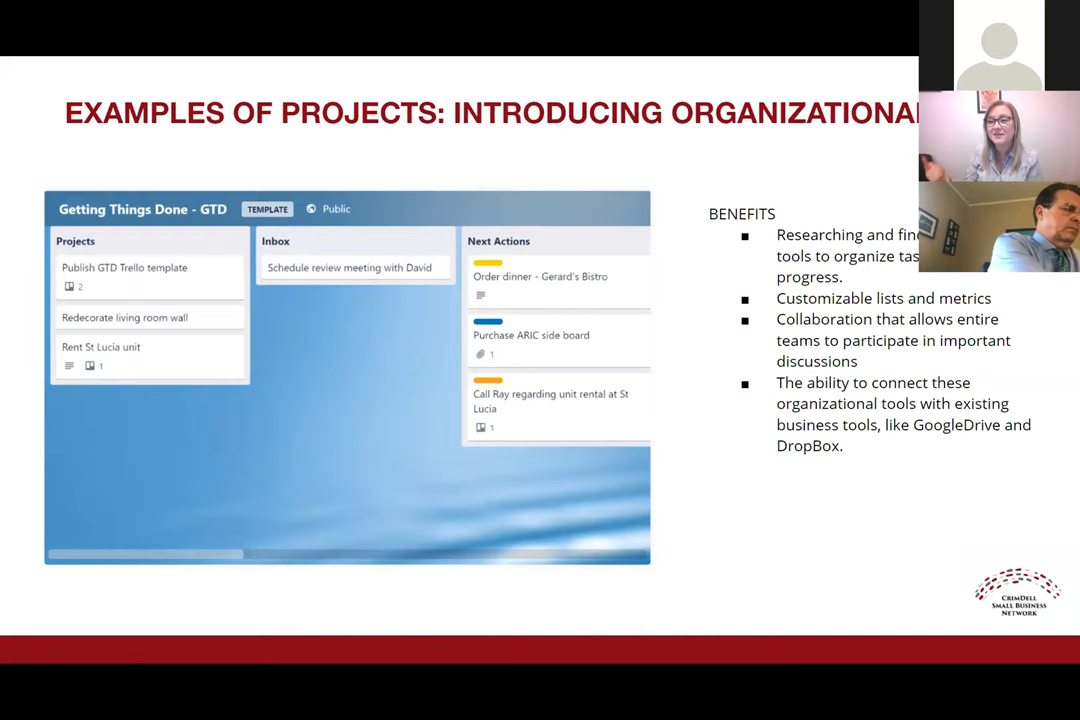 EXAMPLES OF PROJECTS: INTRODUCING ORGANIZATIONA
Getting Things Done - GTD TEMPLATE Public
Projects
Publish GTD Trello template
2
Redecorate living room wall
Rent St Lucia unit
1
Inbox
Schedule review meeting with David
Next Actions
Order dinner - Gerard's Bistro
Purchase ARIC side board
1
Call Ray regarding unit rental at St
Lucia
1
BENEFITS
Researching and
tools to organize
progress.
Customizable lists and metrics
Collaboration that allows entire
teams to participate in important
discussions
The ability to connect these
organizational tools with existing
business tools, like GoogleDrive and
DropBox.
CRIMDELL
SMALL BUSINESS
NETWORK